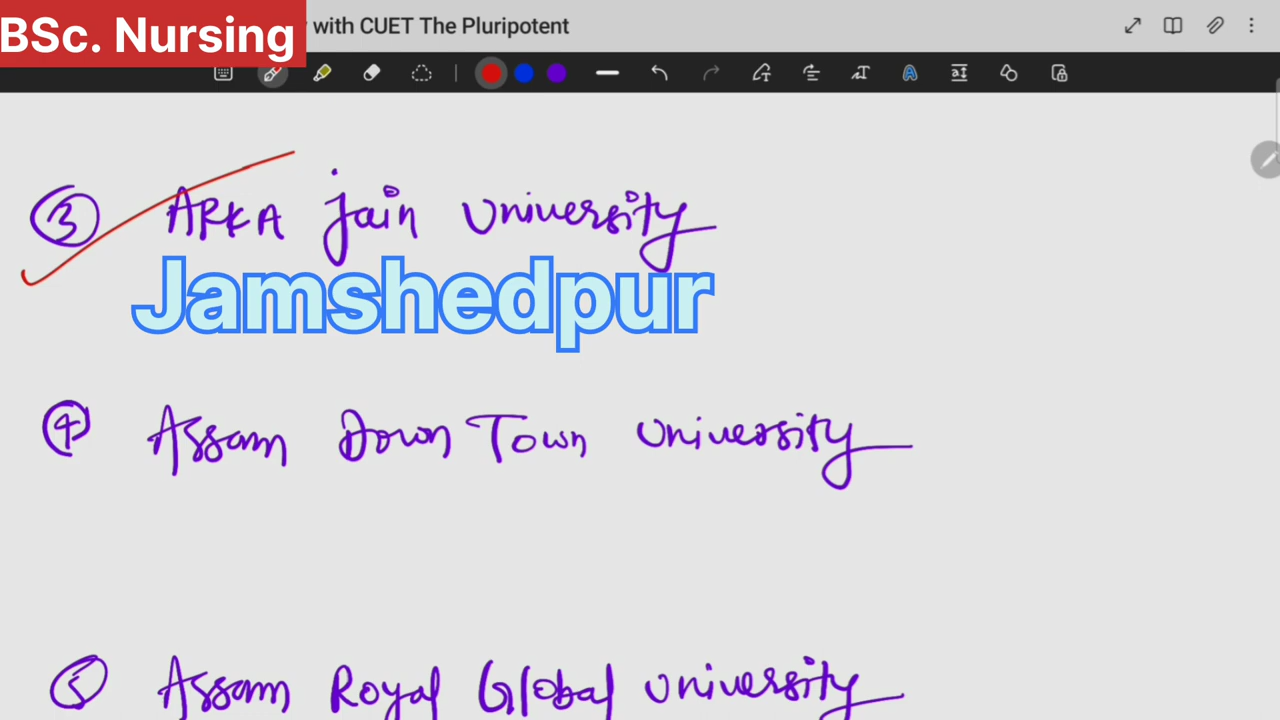 BSc. Nursing
with CUET The Pluripotent
③ ARKA Jain University
Jamshedpur
④ Assam Down Town University
⑤ Assam Royal Global University